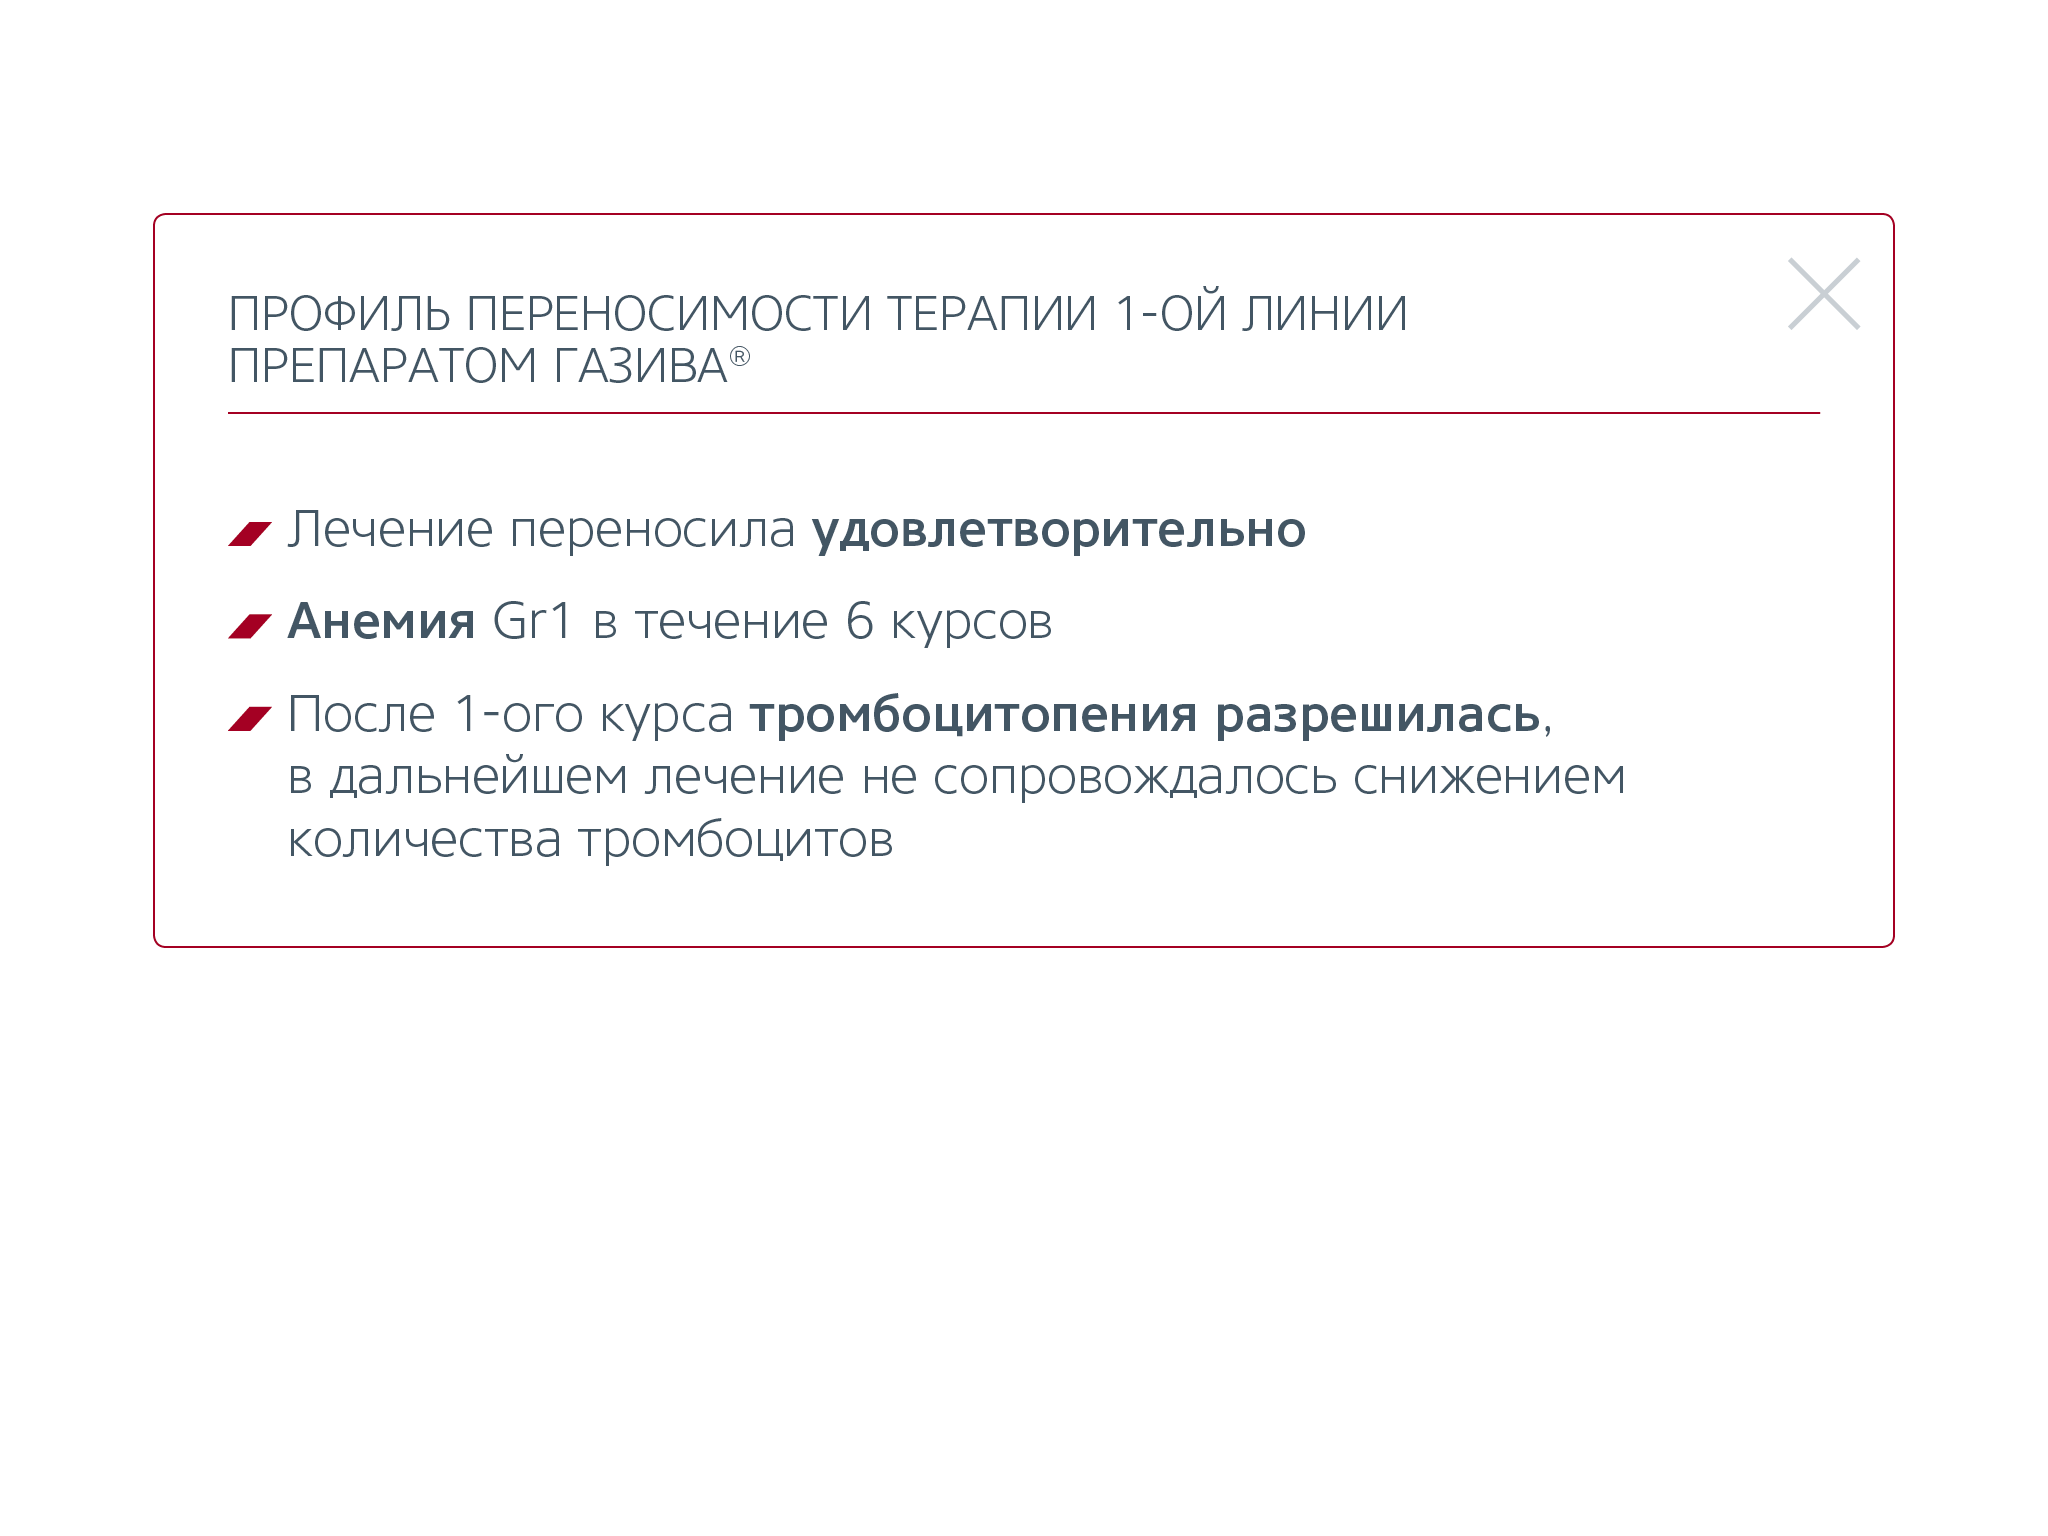 ПРОФИЛЬ ПЕРЕНОСИМОСТИ ТЕРАПИИ 1-ОЙ ЛИНИИ
ПРЕПАРАТОМ ГАЗИВА®
Лечение переносила удовлетворительно
Анемия Gr1 в течение 6 курсов
После 1-ого курса тромбоцитопения разрешилась,
в дальнейшем лечение не сопровождалось снижением
количества тромбоцитов